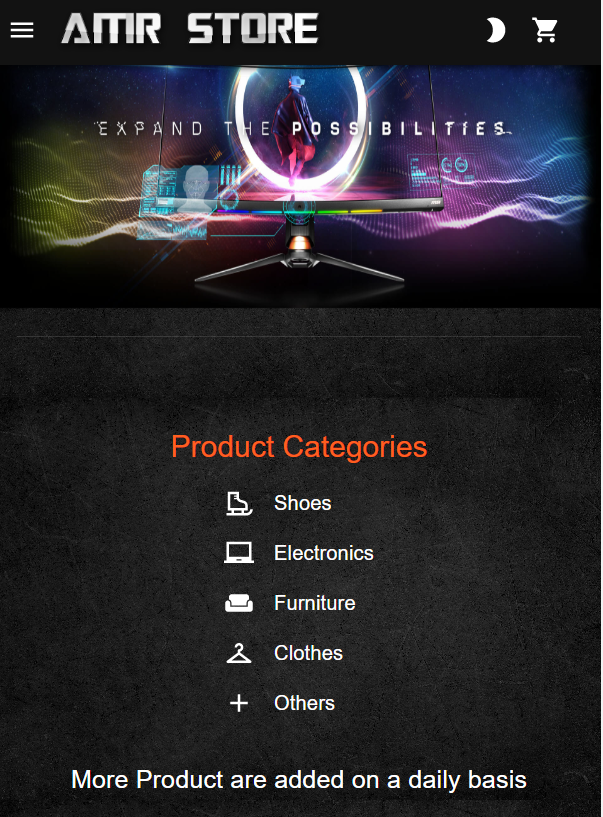 AMR STORE
EXPAND THE POSSIBILITIES
Product Categories
Shoes
Electronics
Furniture
Clothes
Others
More Product are added on a daily basis